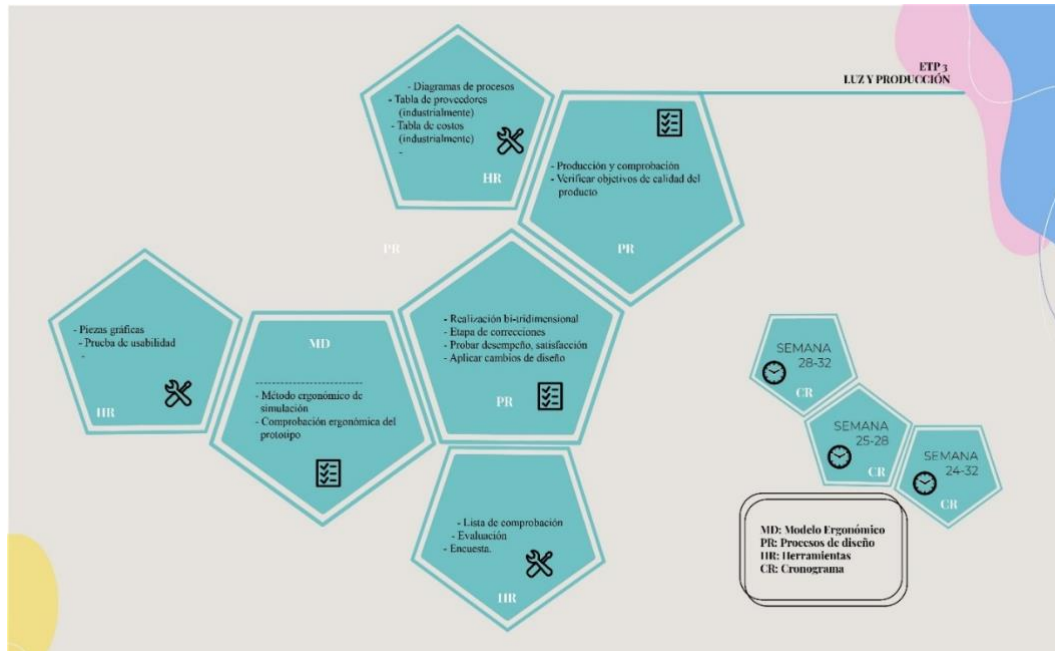 ETP 3
LUZ Y PRODUCCIÓN
- Diagramas de procesos
- Tabla de proveedores
(industrialmente)
- Tabla de costos
(industrialmente)
-
HR
- Producción y comprobación
- Verificar objetivos de calidad del
producto
PR
PR
- Piezas gráficas
- Prueba de usabilidad
-
HR
MD
--------------------------------
- Método ergonómico de
simulación
- Comprobación ergonómica del
prototipo
- Realización bi-tridimensional
- Etapa de correcciones
- Probar desempeño, satisfacción
- Aplicar cambios de diseño
PR
- Lista de comprobación
- Evaluación
- Encuesta.
HR
SEMANA
28-32
CR
SEMANA
25-28
CR
SEMANA
24-32
CR
MD: Modelo Ergonómico
PR: Procesos de diseño
HR: Herramientas
CR: Cronograma